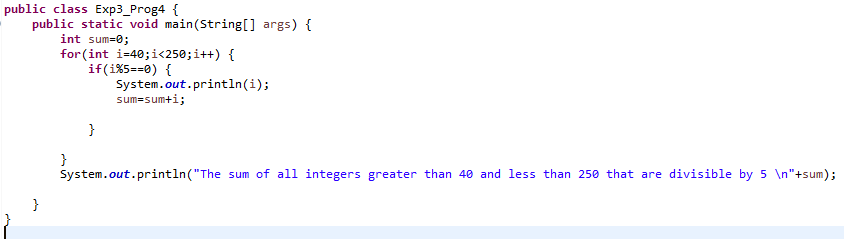 public class Exp3_Prog4 {
public static void main(String[] args) {
int sum=0;
for(int i=40;i<250;i++) {
if(i%5==0) {
System.out.println(i);
sum=sum+i;
}
}
System.out.println("The sum of all integers greater than 40 and less than 250 that are divisible by 5 \n"+sum);
}
}